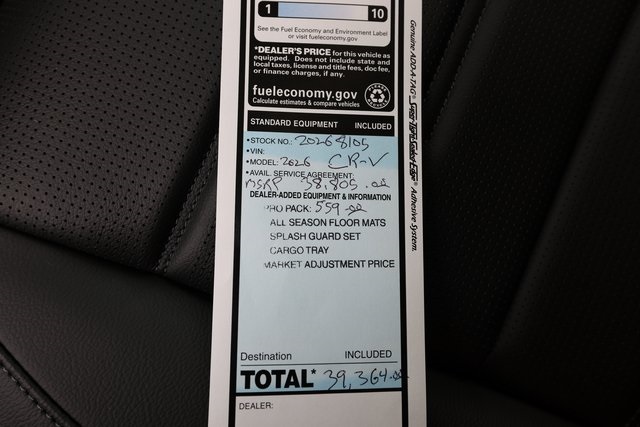 1 10
See the Fuel Economy and Environment Label
or visit fueleconomy.gov
*DEALER'S PRICE for this vehicle as
equipped. Does not include state and
local taxes, license and title fees, doc fee,
or finance charges, if any.
fueleconomy.gov
Calculate estimates & compare vehicles
STANDARD EQUIPMENT INCLUDED
•STOCK NO.: 20268105
•VIN:
•MODEL: 2026 CR-V
•AVAIL. SERVICE AGREEMENT:
MSRP 38,805.00
DEALER-ADDED EQUIPMENT & INFORMATION
PRO PACK: 559.00
ALL SEASON FLOOR MATS
SPLASH GUARD SET
CARGO TRAY
MARKET ADJUSTMENT PRICE
Destination INCLUDED
TOTAL* 39,364.00
DEALER:
Genuine ADD-A-TAG® Adhesive System.